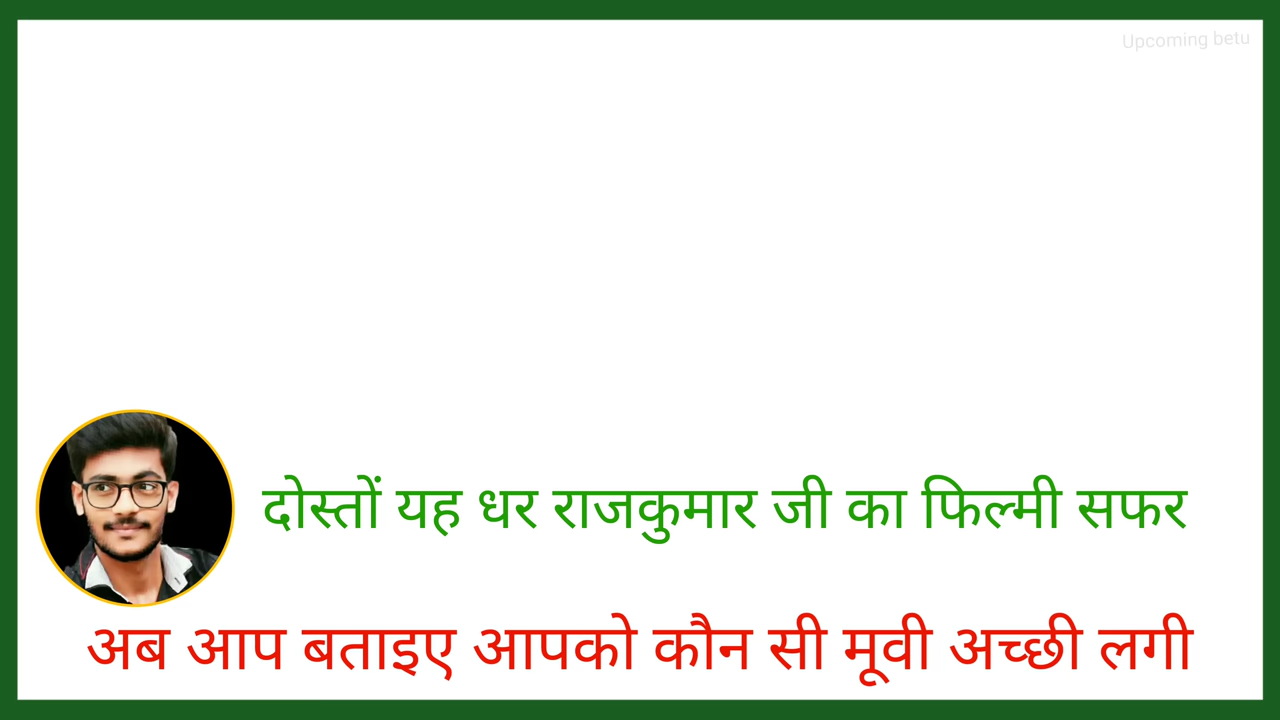 Upcoming betu
दोस्तों यह धर राजकुमार जी का फिल्मी सफर
अब आप बताइए आपको कौन सी मूवी अच्छी लगी